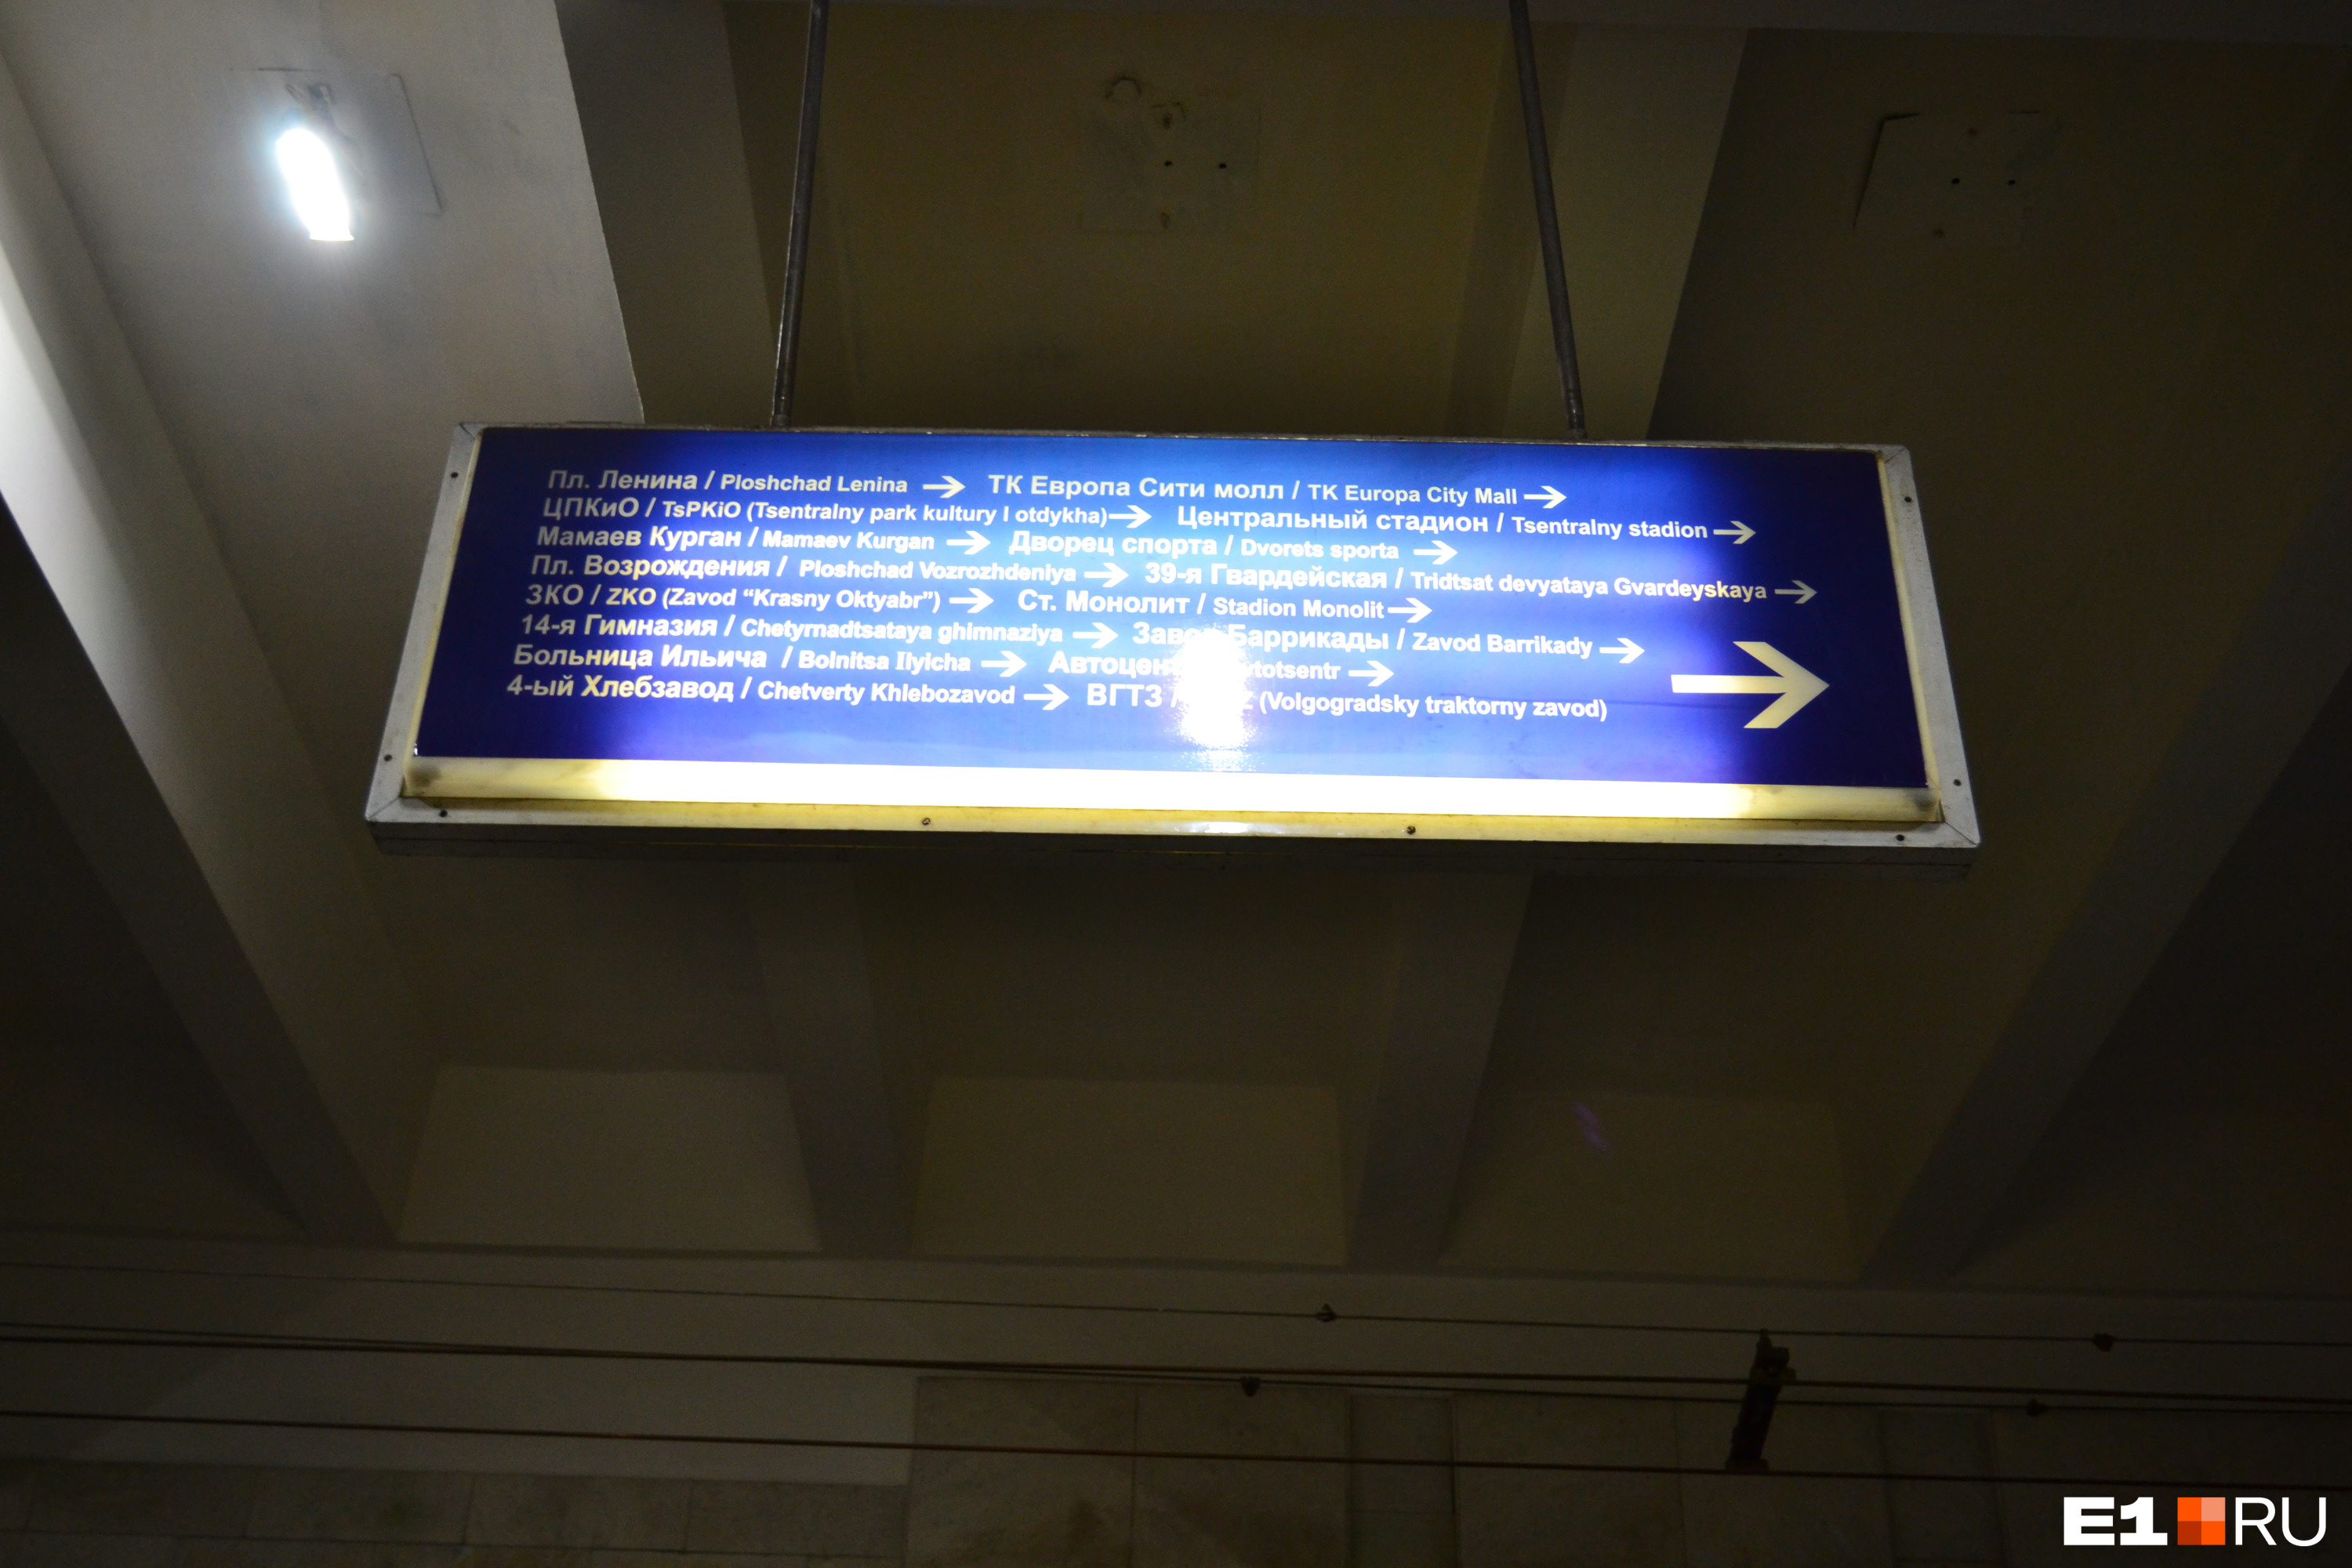 Пл. Ленина / Ploshchad Lenina → ТК Европа Сити молл / TK Europa City Mall →
ЦПКиО / TsPKiO (Tsentralny park kultury I otdykha) → Центральный стадион / Tsentralny stadion →
Мамаев Курган / Mamaev Kurgan → Дворец спорта / Dvorets sporta →
Пл. Возрождения / Ploshchad Vozrozhdeniya → 39-я Гвардейская / Tridtsat devyataya Gvardeyskaya →
ЗКО / ZKO (Zavod “Krasny Oktyabr”) → Ст. Монолит / Stadion Monolit →
14-я Гимназия / Chetyrnadtsataya ghimnaziya → Баррикады / Zavod Barrikady →
Больница Ильича / Bolnitsa Ilyicha → →
4-ый Хлебзавод / Chetverty Khlebozavod → ВГТЗ / (Volgogradsky traktorny zavod)
→
E1 RU